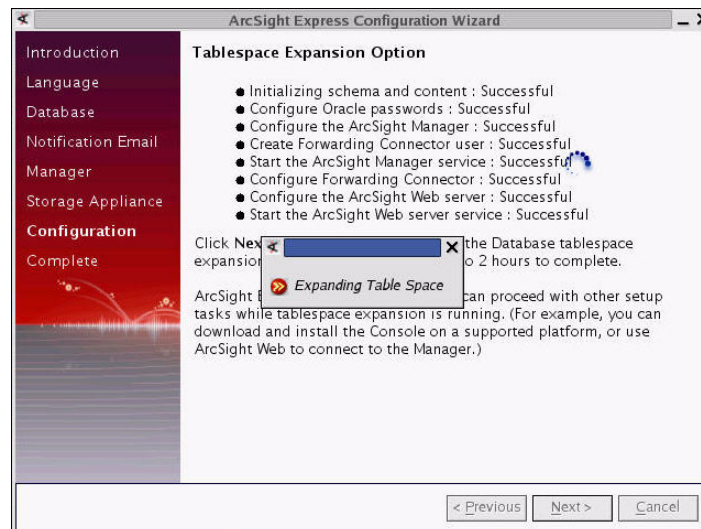 ArcSight Express Configuration Wizard
Introduction
Language
Database
Notification Email
Manager
Storage Appliance
Configuration
Complete
Tablespace Expansion Option
Initializing schema and content : Successful
Configure Oracle passwords : Successful
Configure the ArcSight Manager : Successful
Create Forwarding Connector user : Successful
Start the ArcSight Manager service : Successful
Configure Forwarding Connector : Successful
Configure the ArcSight Web server : Successful
Start the ArcSight Web server service : Successful
Click the Database tablespace
expansion 2 hours to complete.
Expanding Table Space
ArcSight can proceed with other setup
tasks while tablespace expansion is running. (For example, you can
download and install the Console on a supported platform, or use
ArcSight Web to connect to the Manager.)
< Previous
Next >
Cancel